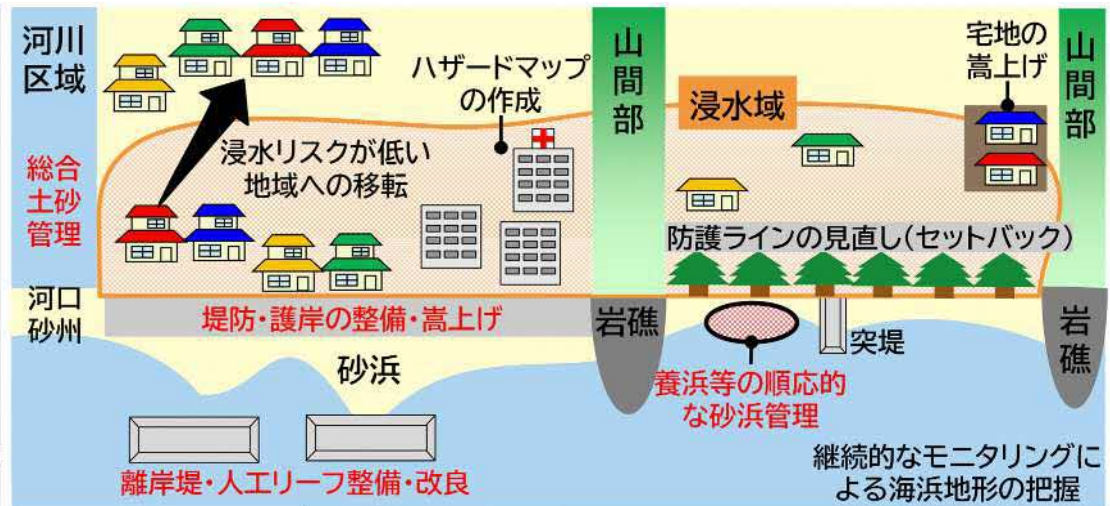 河川
区域
総合
土砂
管理
河口
砂州
ハザードマップ
の作成
浸水リスクが低い
地域への移転
堤防・護岸の整備・嵩上げ
砂浜
離岸堤・人工リーフ整備・改良
山間部
岩礁
浸水域
宅地の
嵩上げ
防護ラインの見直し(セットバック)
突堤
養浜等の順応的
な砂浜管理
山間部
岩礁
継続的なモニタリングに
よる海浜地形の把握